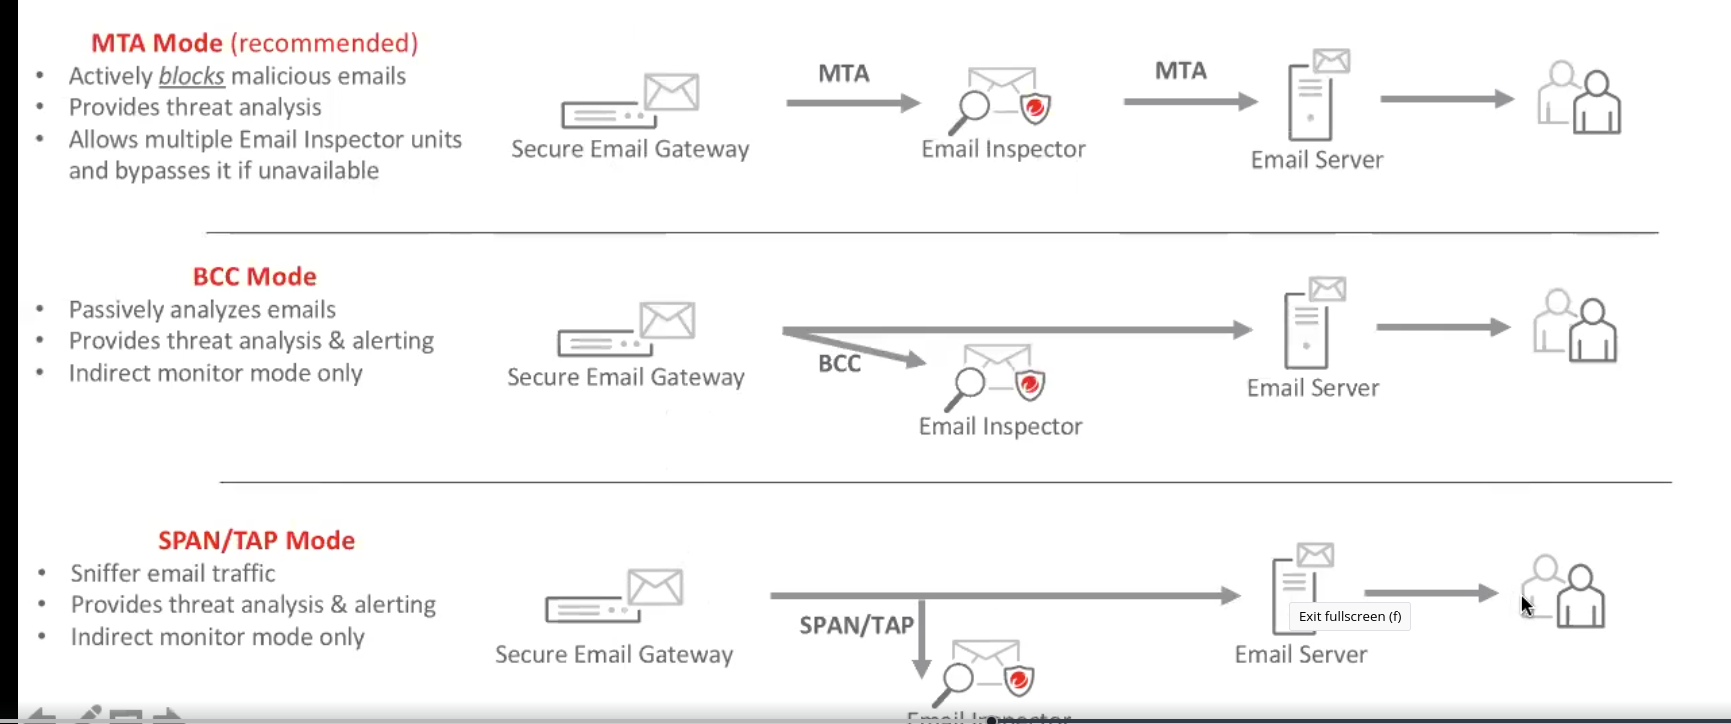 MTA Mode (recommended)
• Actively blocks malicious emails
• Provides threat analysis
• Allows multiple Email Inspector units
and bypasses it if unavailable
MTA
MTA
Secure Email Gateway
Email Inspector
Email Server
BCC Mode
• Passively analyzes emails
• Provides threat analysis & alerting
• Indirect monitor mode only
BCC
Secure Email Gateway
Email Inspector
Email Server
SPAN/TAP Mode
• Sniffer email traffic
• Provides threat analysis & alerting
• Indirect monitor mode only
SPAN/TAP
Exit fullscreen (f)
Secure Email Gateway
Email Server
Email Inspector